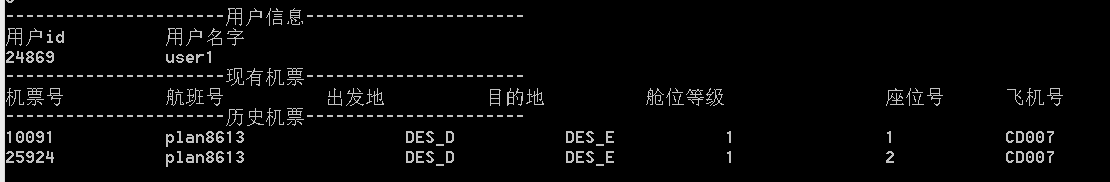 ----------------------用户信息----------------------
用户id 用户名字
24869 user1
----------------------现有机票----------------------
机票号 航班号 出发地 目的地 舱位等级 座位号 飞机号
----------------------历史机票----------------------
10091 plan8613 DES_D DES_E 1 1 CD007
25924 plan8613 DES_D DES_E 1 2 CD007